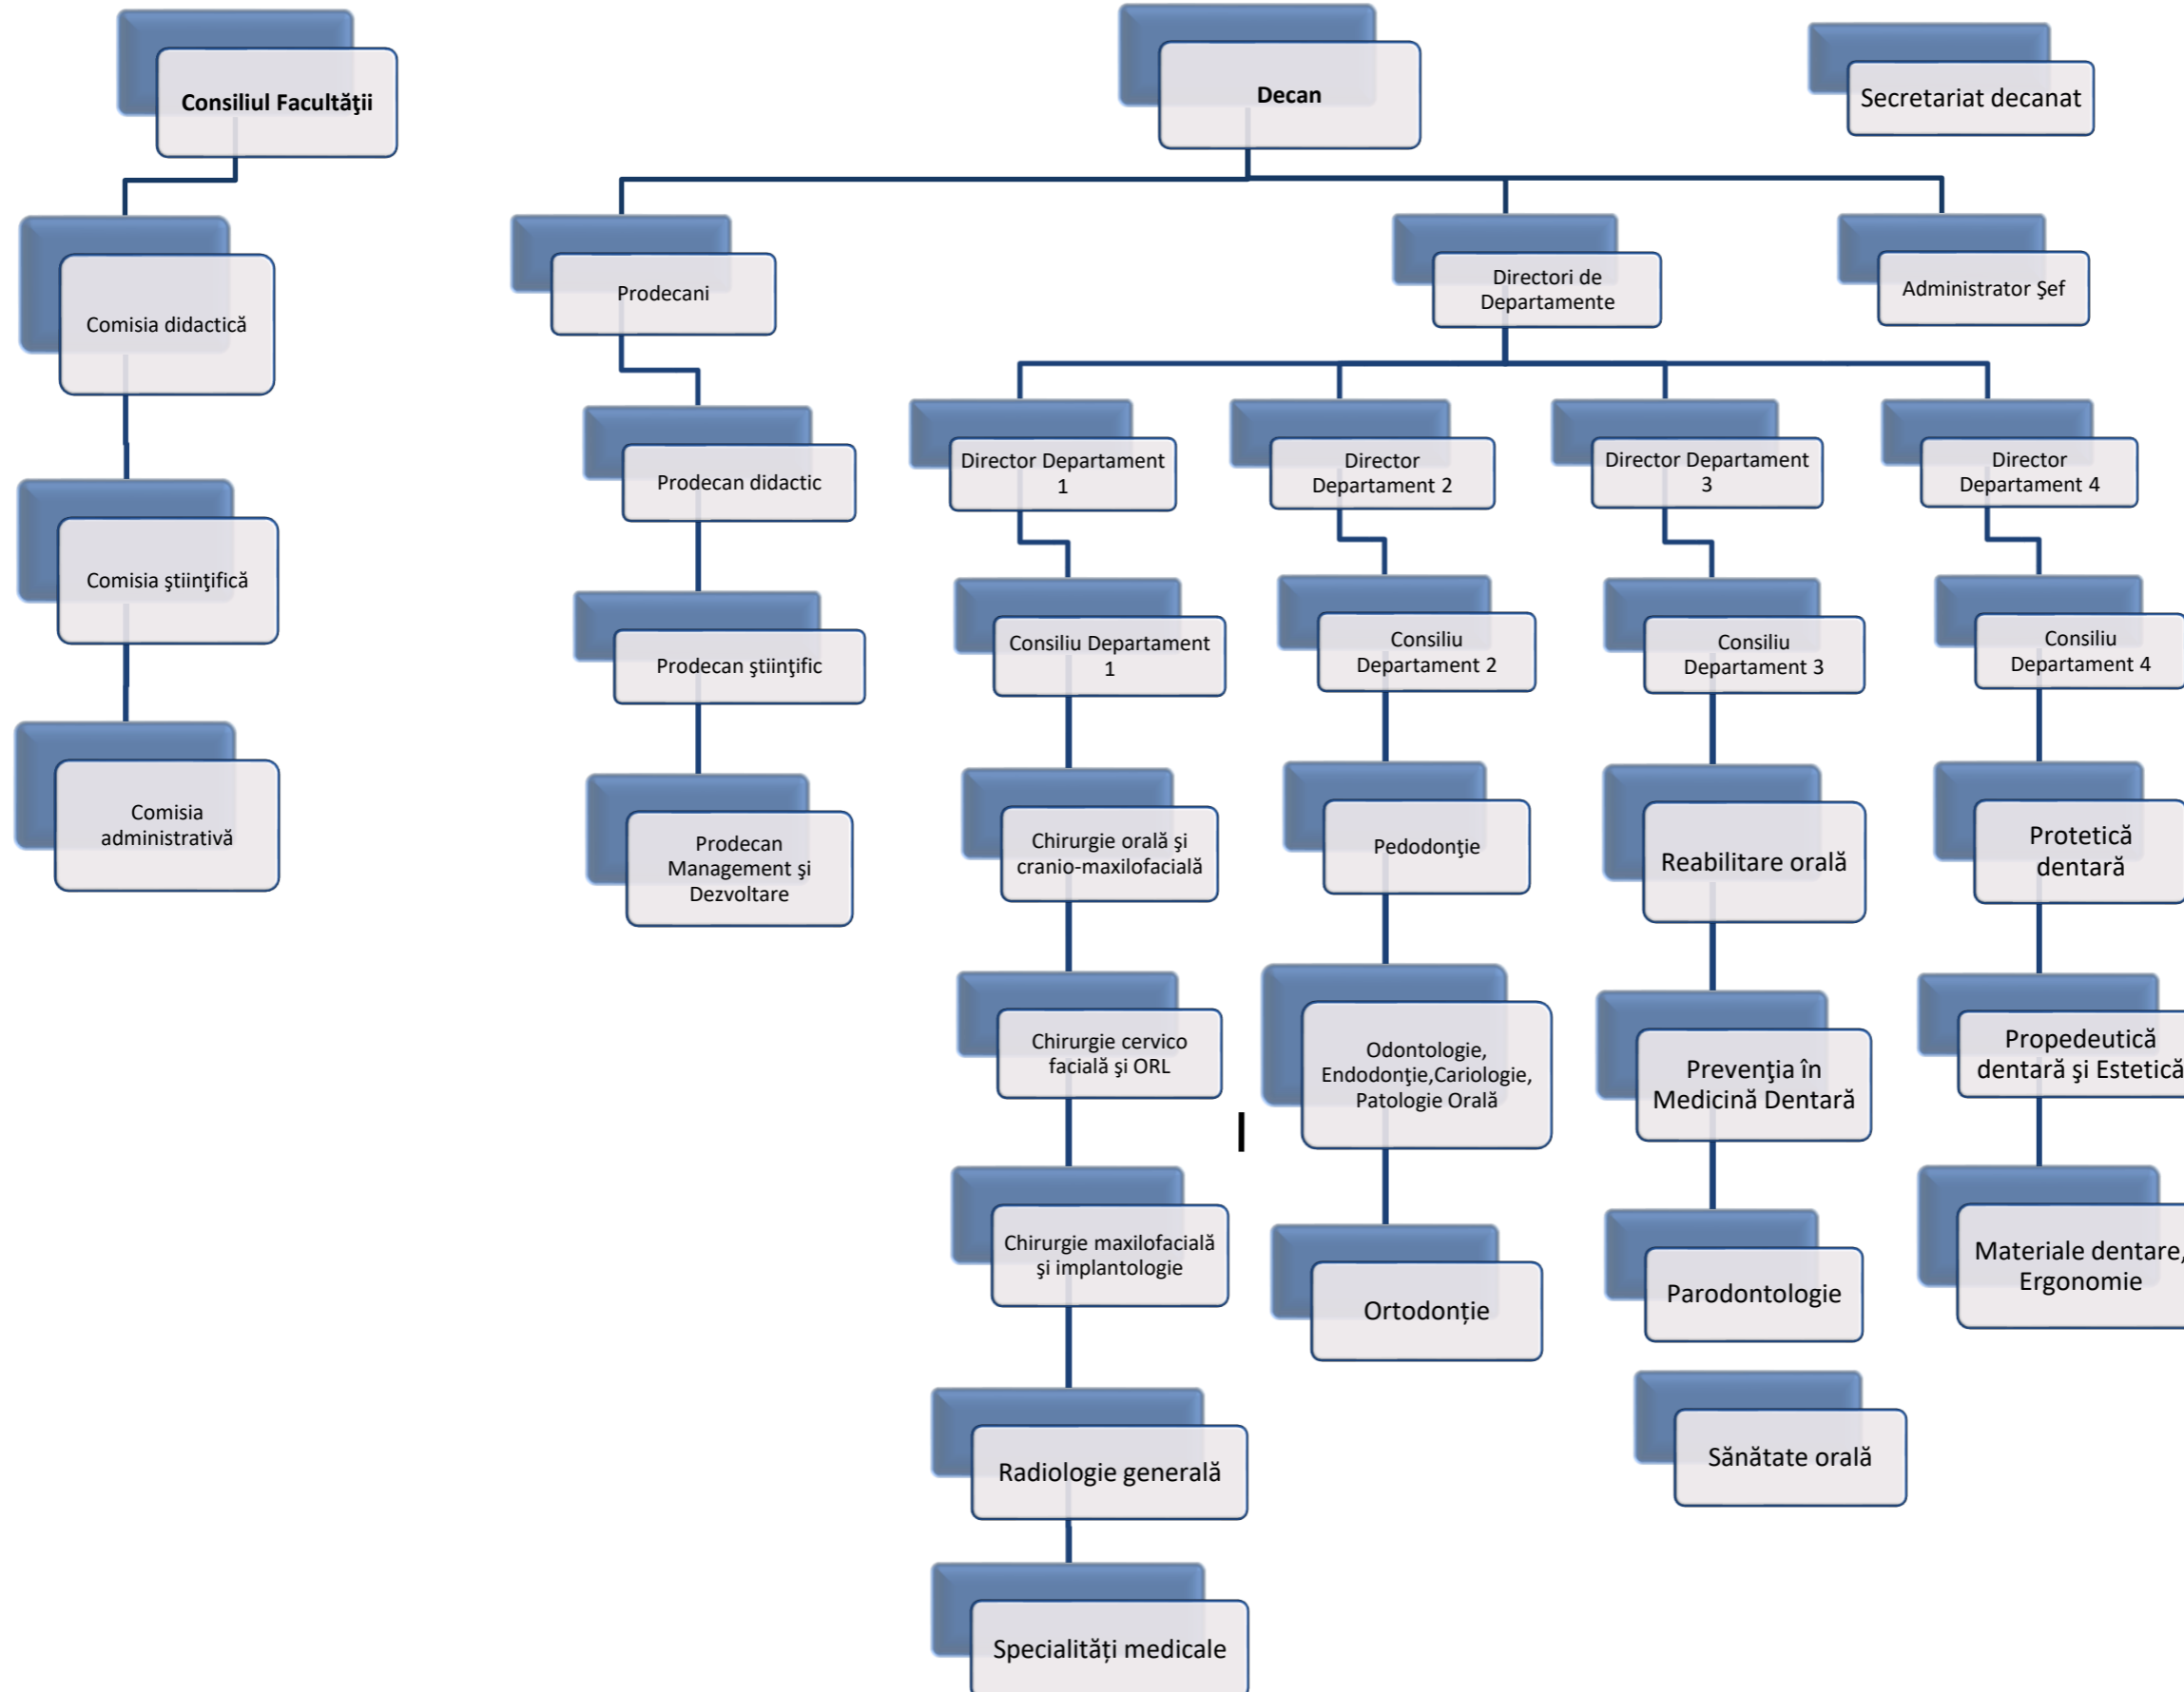 Consiliul Facultăţii
Decan
Secretariat decanat
Prodecani
Directori de
Departamente
Administrator Şef
Comisia didactică
Comisia ştiinţifică
Comisia
administrativă
Prodecan didactic
Prodecan ştiinţific
Prodecan
Management şi
Dezvoltare
Director Departament
1
Consiliu Departament
1
Chirurgie orală şi
cranio-maxilofacială
Chirurgie cervico
facială şi ORL
Chirurgie maxilofacială
şi implantologie
Radiologie generală
Specialități medicale
Director
Departament 2
Consiliu
Departament 2
Pedodonţie
Odontologie,
Endodonţie,Cariologie,
Patologie Orală
Ortodonție
Director Departament
3
Consiliu
Departament 3
Reabilitare orală
Prevenţia în
Medicină Dentară
Parodontologie
Sănătate orală
Director
Departament 4
Consiliu
Departament 4
Protetică
dentară
Propedeutică
dentară şi Estetică
Materiale dentare,
Ergonomie